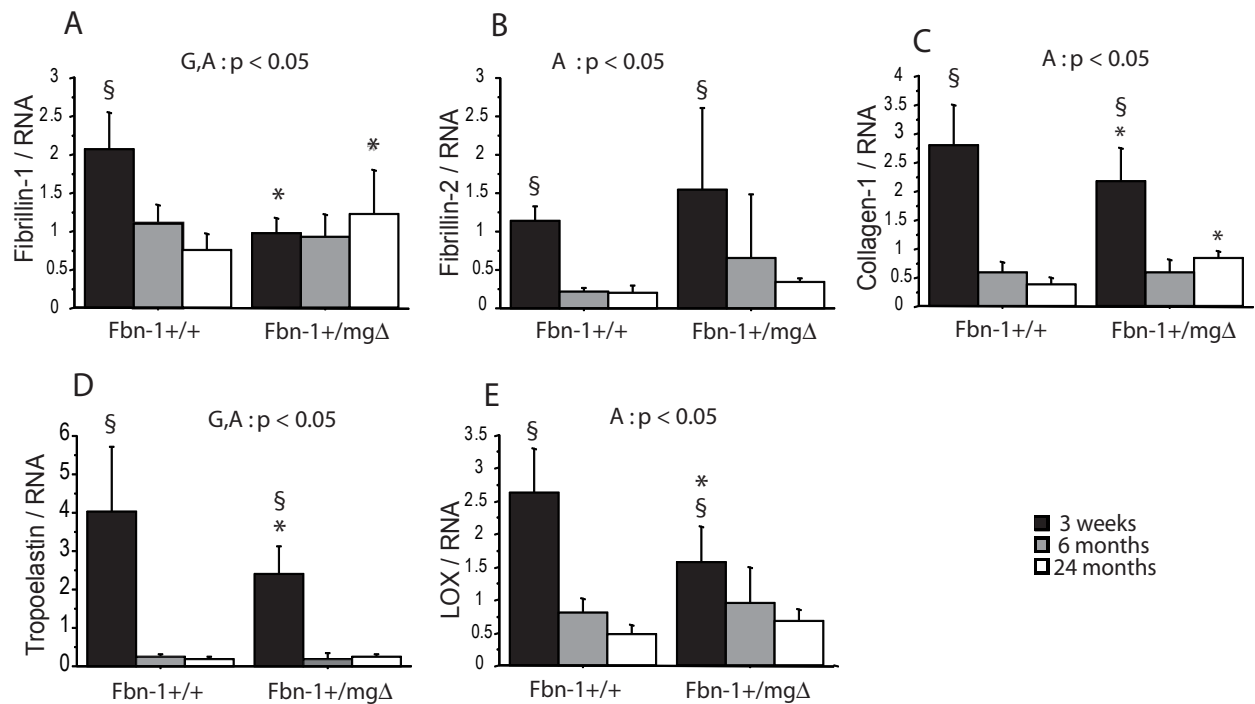 A
G,A : p < 0.05
Fibrillin-1 / RNA
3
2.5
2
1.5
1
0.5
0
§
*
*
Fbn-1+/+
Fbn-1+/mgΔ
B
A : p < 0.05
Fibrillin-2 / RNA
3
2.5
2
1.5
1
0.5
0
§
§
Fbn-1+/+
Fbn-1+/mgΔ
C
A : p < 0.05
Collagen-1 / RNA
4
3.5
3
2.5
2
1.5
1
0.5
0
§
§
*
*
Fbn-1+/+
Fbn-1+/mgΔ
D
G,A : p < 0.05
Tropoelastin / RNA
6
5
4
3
2
1
0
§
§
*
Fbn-1+/+
Fbn-1+/mgΔ
E
A : p < 0.05
LOX / RNA
3.5
3
2.5
2
1.5
1
0.5
0
§
*
§
Fbn-1+/+
Fbn-1+/mgΔ
3 weeks
6 months
24 months